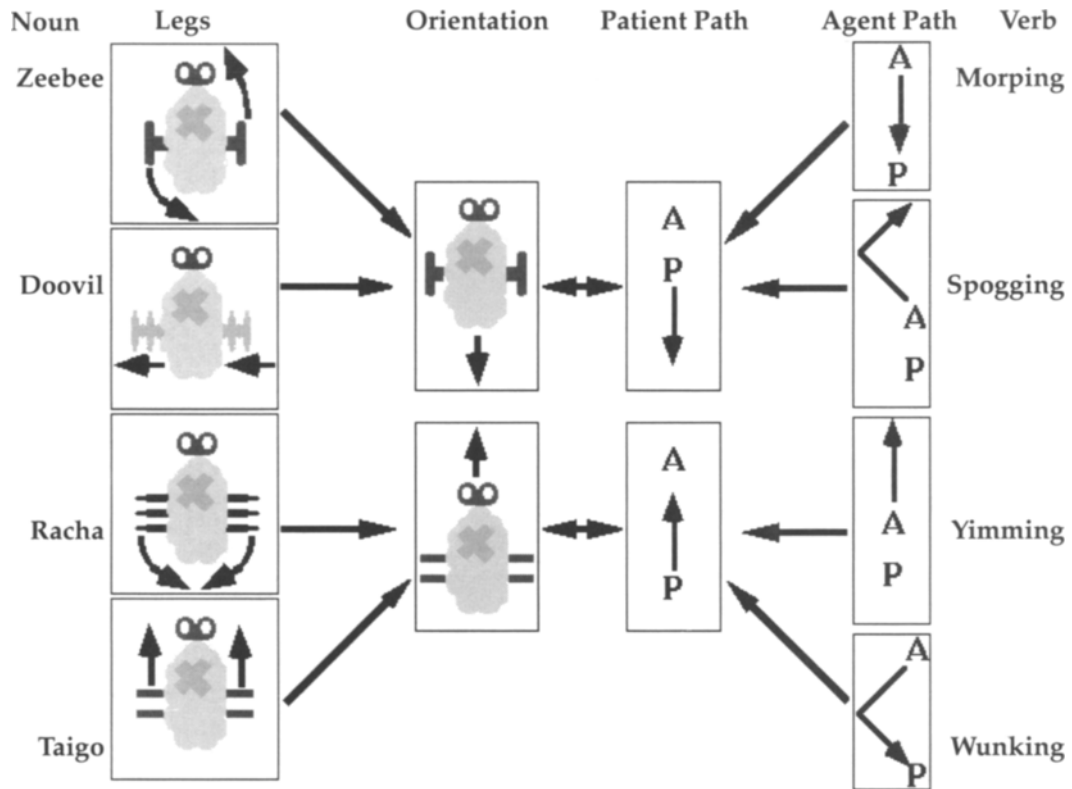 Noun Legs Orientation Patient Path Agent Path Verb
Zeebee
A
P
Morping
Doovil
A
P
A
P
Spogging
Racha
A
P
A
P
Yimming
Taigo
A
P
Wunking